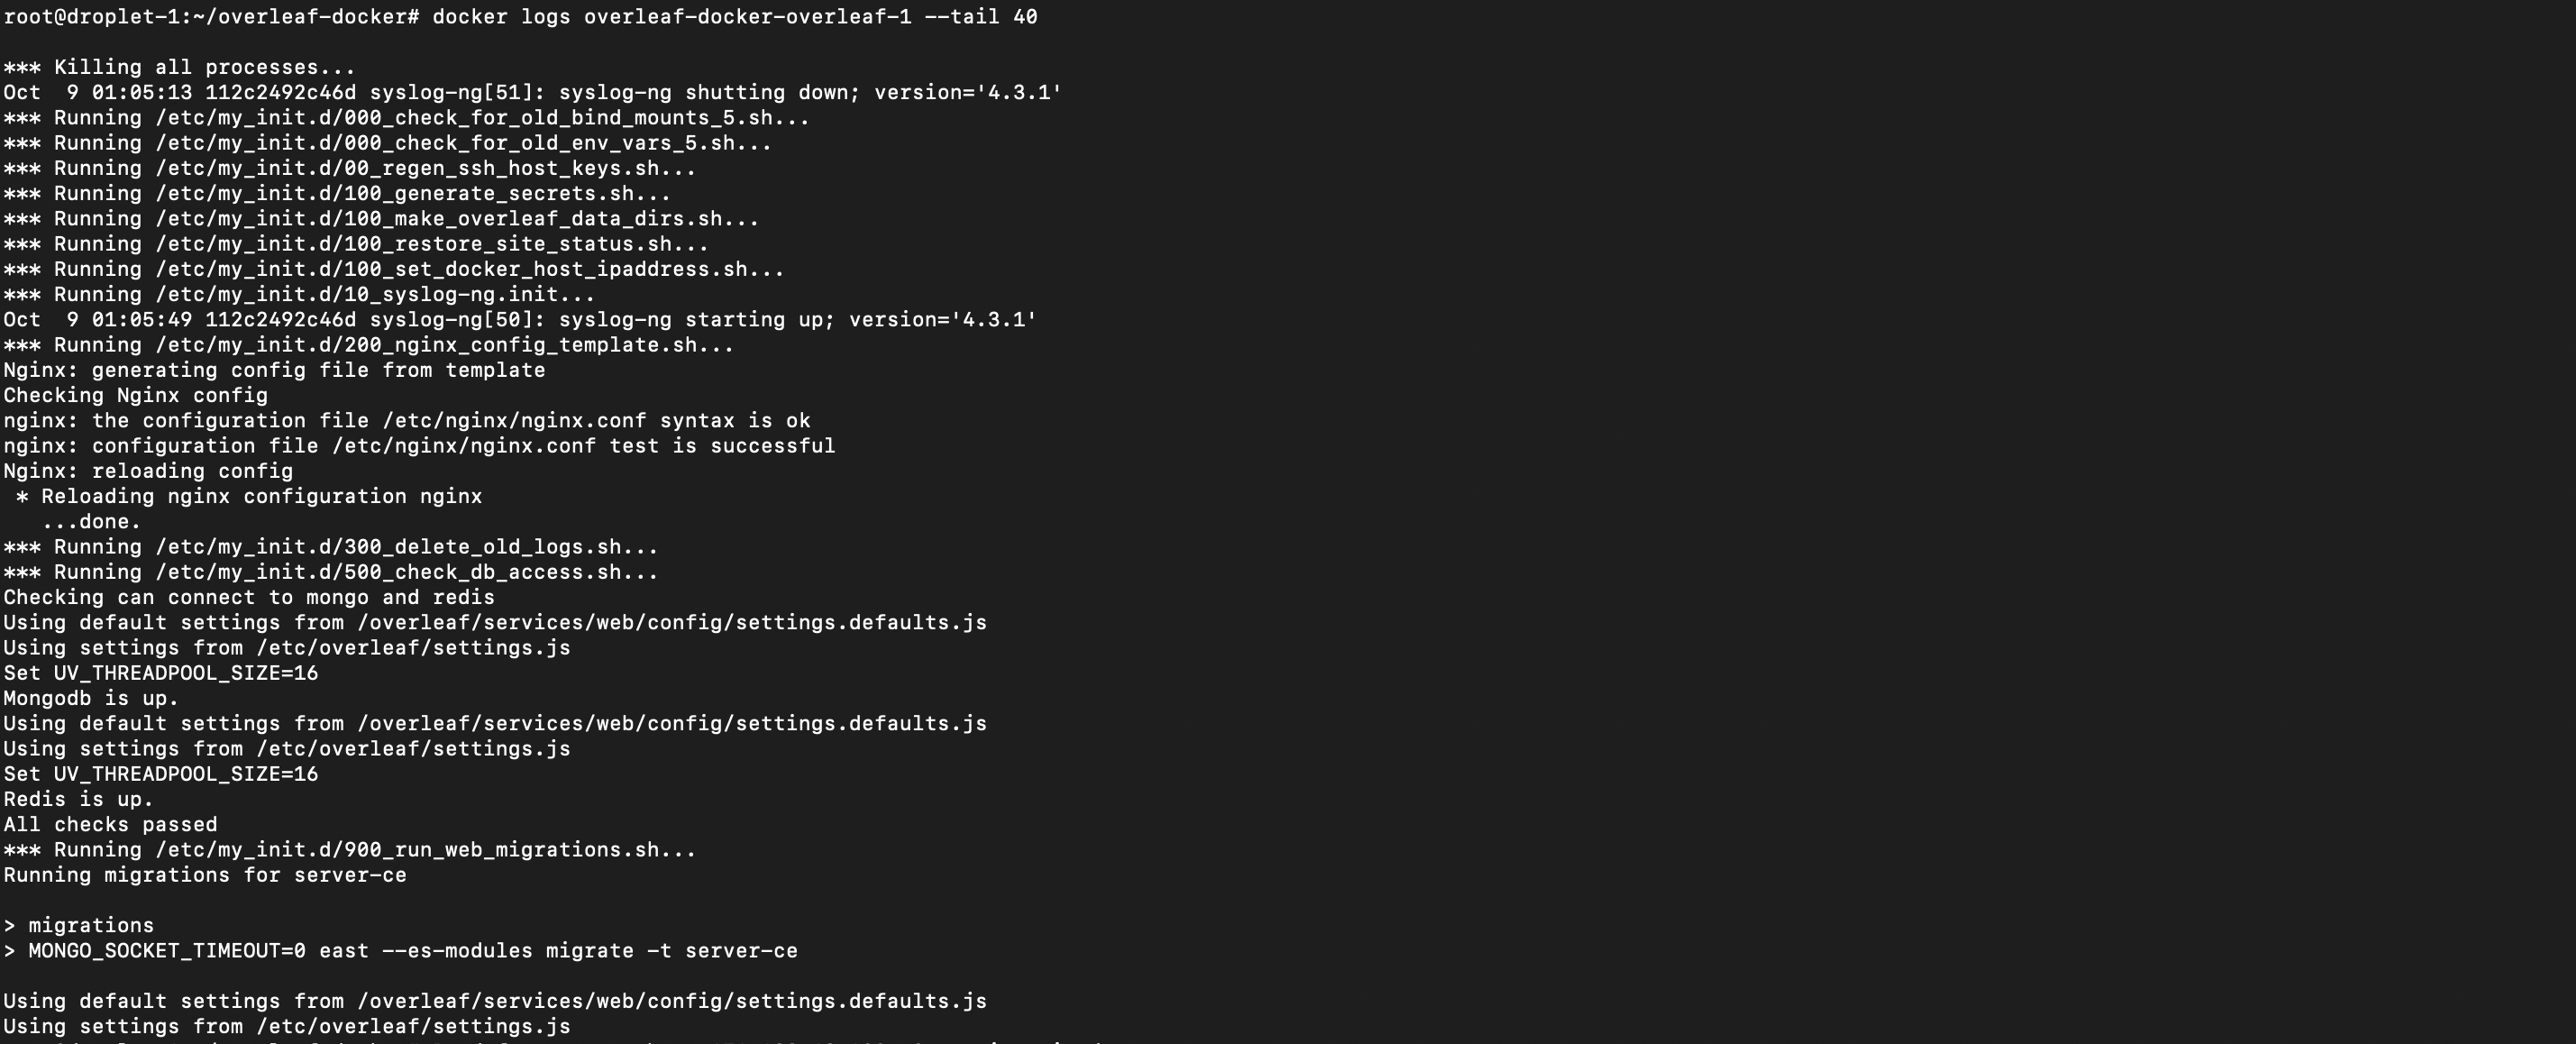 root@droplet-1:~/overleaf-docker# docker logs overleaf-docker-overleaf-1 --tail 40
*** Killing all processes...
Oct  9 01:05:13 112c2492c46d syslog-ng[51]: syslog-ng shutting down; version='4.3.1'
*** Running /etc/my_init.d/000_check_for_old_bind_mounts_5.sh...
*** Running /etc/my_init.d/000_check_for_old_env_vars_5.sh...
*** Running /etc/my_init.d/00_regen_ssh_host_keys.sh...
*** Running /etc/my_init.d/100_generate_secrets.sh...
*** Running /etc/my_init.d/100_make_overleaf_data_dirs.sh...
*** Running /etc/my_init.d/100_restore_site_status.sh...
*** Running /etc/my_init.d/100_set_docker_host_ipaddress.sh...
*** Running /etc/my_init.d/10_syslog-ng.init...
Oct  9 01:05:49 112c2492c46d syslog-ng[50]: syslog-ng starting up; version='4.3.1'
*** Running /etc/my_init.d/200_nginx_config_template.sh...
Nginx: generating config file from template
Checking Nginx config
nginx: the configuration file /etc/nginx/nginx.conf syntax is ok
nginx: configuration file /etc/nginx/nginx.conf test is successful
Nginx: reloading config
 * Reloading nginx configuration nginx
   ...done.
*** Running /etc/my_init.d/300_delete_old_logs.sh...
*** Running /etc/my_init.d/500_check_db_access.sh...
Checking can connect to mongo and redis
Using default settings from /overleaf/services/web/config/settings.defaults.js
Using settings from /etc/overleaf/settings.js
Set UV_THREADPOOL_SIZE=16
Mongodb is up.
Using default settings from /overleaf/services/web/config/settings.defaults.js
Using settings from /etc/overleaf/settings.js
Set UV_THREADPOOL_SIZE=16
Redis is up.
All checks passed
*** Running /etc/my_init.d/900_run_web_migrations.sh...
Running migrations for server-ce
> migrations
> MONGO_SOCKET_TIMEOUT=0 east --es-modules migrate -t server-ce
Using default settings from /overleaf/services/web/config/settings.defaults.js
Using settings from /etc/overleaf/settings.js